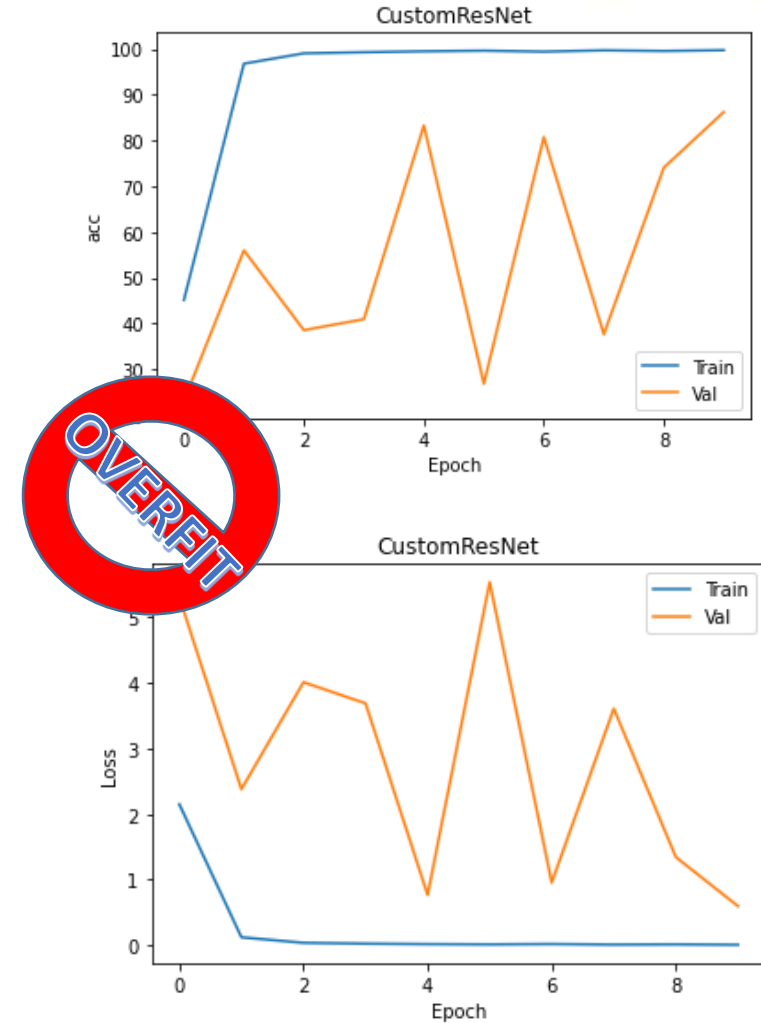 CustomResNet
100
90
80
70
60
50
40
30
acc
Train
Val
0 2 4 6 8
Epoch
OVERFIT
CustomResNet
Train
Val
5
4
3
2
1
0
Loss
0 2 4 6 8
Epoch